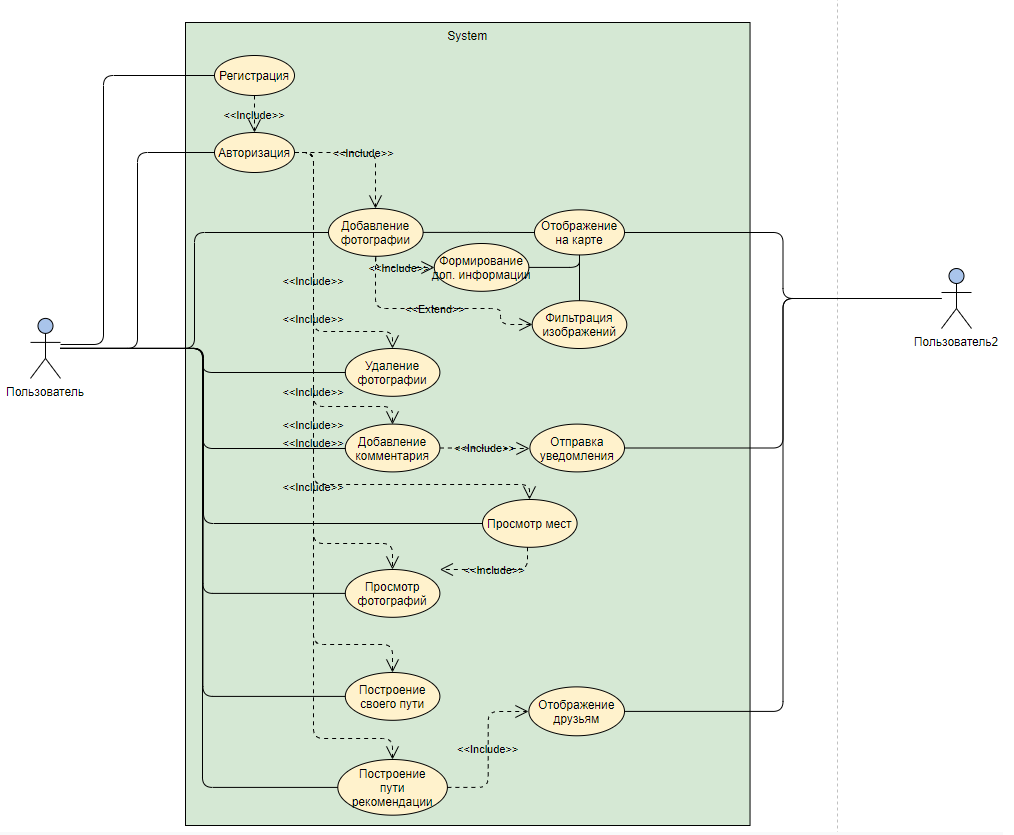 System
Регистрация
<<Include>>
Авторизация
<<Include>>
Добавление
фотографии
Отображение
на карте
<<Include>>
Формирование
доп. информации
<<Include>>
<<Extend>>
<<Include>>
Фильтрация
изображений
Пользователь
Пользователь2
Удаление
фотографии
<<Include>>
<<Include>>
<<Include>>
Добавление
комментария
<<Include>>
Отправка
уведомления
<<Include>>
Просмотр мест
<<Include>>
Просмотр
фотографий
Построение
своего пути
Отображение
друзьям
<<Include>>
Построение
пути
рекомендации